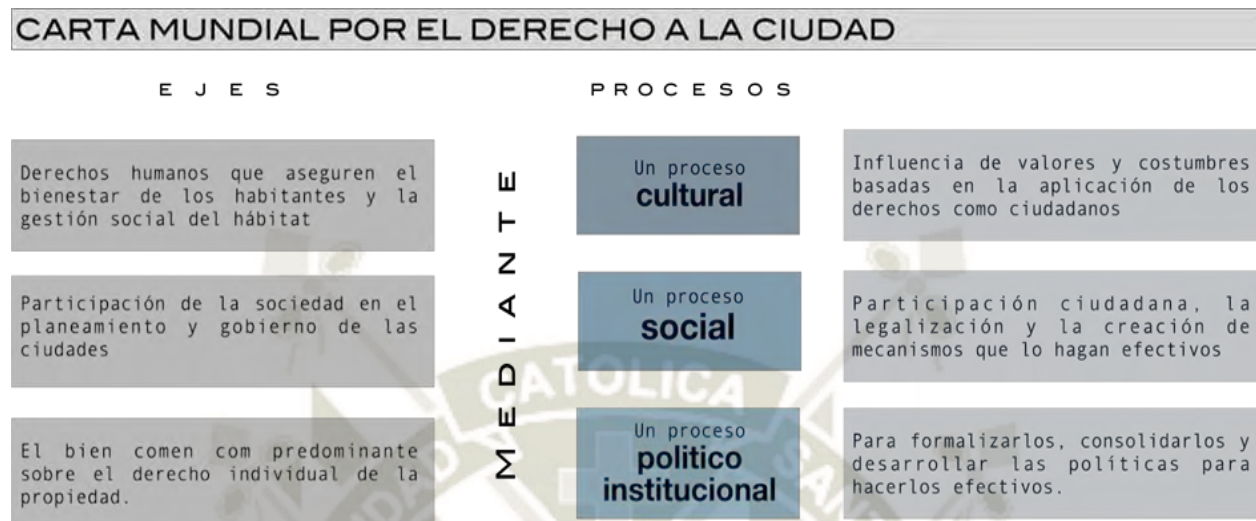 CARTA MUNDIAL POR EL DERECHO A LA CIUDAD
EJES
Derechos humanos que aseguren el
bienestar de los habitantes y la
gestión social del hábitat
Participación de la sociedad en el
planeamiento y gobierno de las
ciudades
El bien comen com predominante
sobre el derecho individual de la
propiedad.
MEDIANTE
PROCESOS
Un proceso
cultural
Influencia de valores y costumbres
basadas en la aplicación de los
derechos como ciudadanos
Un proceso
social
Participación ciudadana, la
legalización y la creación de
mecanismos que lo hagan efectivos
Un proceso
politico
institucional
Para formalizarlos, consolidarlos y
desarrollar las políticas para
hacerlos efectivos.
CATOLICA